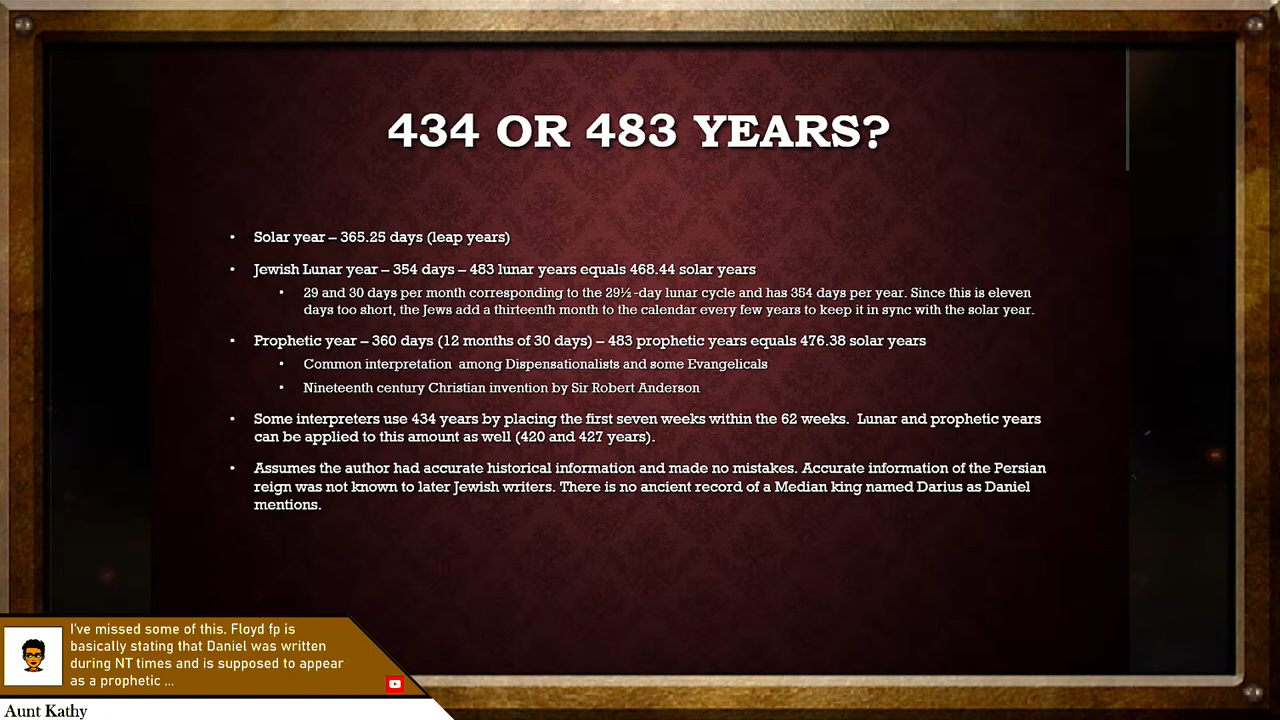 434 OR 483 YEARS?
• Solar year – 365.25 days (leap years)
• Jewish Lunar year – 354 days – 483 lunar years equals 468.44 solar years
• 29 and 30 days per month corresponding to the 29½-day lunar cycle and has 354 days per year. Since this is eleven
days too short, the Jews add a thirteenth month to the calendar every few years to keep it in sync with the solar year.
• Prophetic year – 360 days (12 months of 30 days) – 483 prophetic years equals 476.38 solar years
• Common interpretation among Dispensationalists and some Evangelicals
• Nineteenth century Christian invention by Sir Robert Anderson
• Some interpreters use 434 years by placing the first seven weeks within the 62 weeks. Lunar and prophetic years
can be applied to this amount as well (420 and 427 years).
• Assumes the author had accurate historical information and made no mistakes. Accurate information of the Persian
reign was not known to later Jewish writers. There is no ancient record of a Median king named Darius as Daniel
mentions.
I've missed some of this. Floyd fp is
basically stating that Daniel was written
during NT times and is supposed to appear
as a prophetic ...
Aunt Kathy